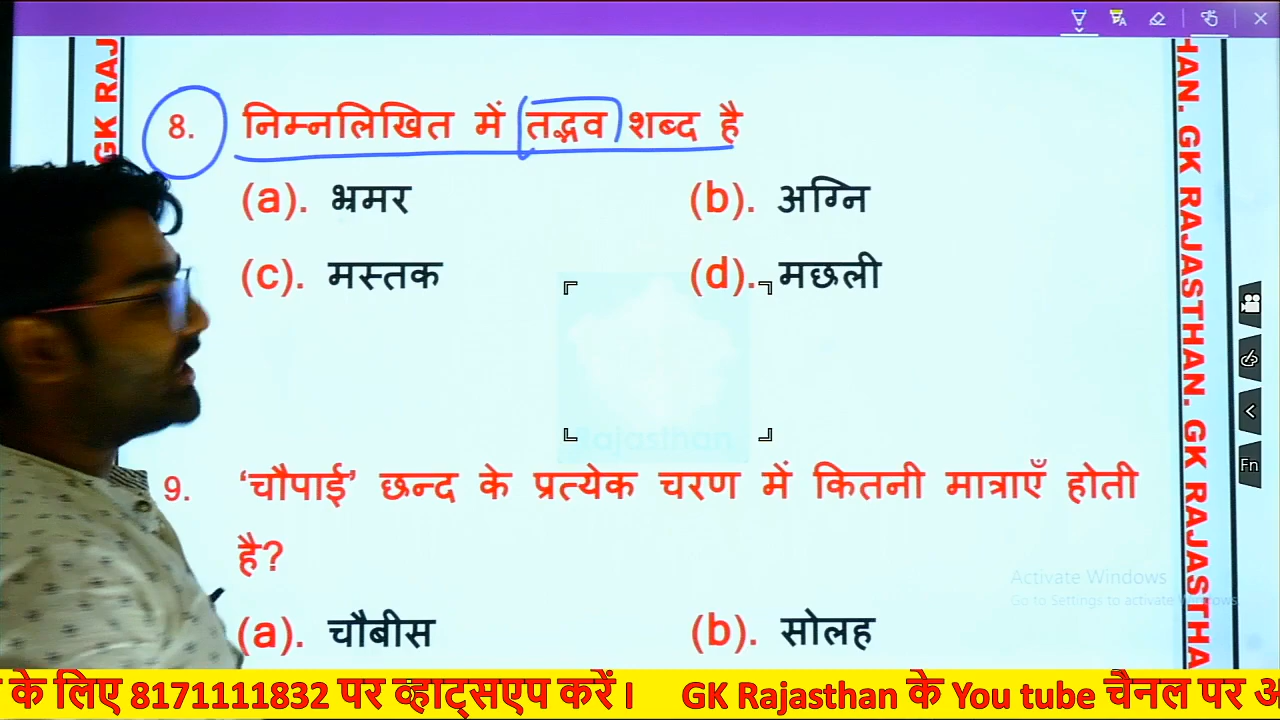 8. निम्नलिखित में तद्भव शब्द है
(a). भ्रमर (b). अग्नि
(c). मस्तक (d). मछली
Rajasthan
9. ‘चौपाई’ छन्द के प्रत्येक चरण में कितनी मात्राएँ होती
है?
(a). चौबीस (b). सोलह
GK RAJ
HAN. GK RAJASTHAN. GK RAJASTHA
Fn
Activate Windows
Go to Settings to activate Windows
के लिए 8171111832 पर व्हाट्सएप करें। GK Rajasthan के You tube चैनल पर